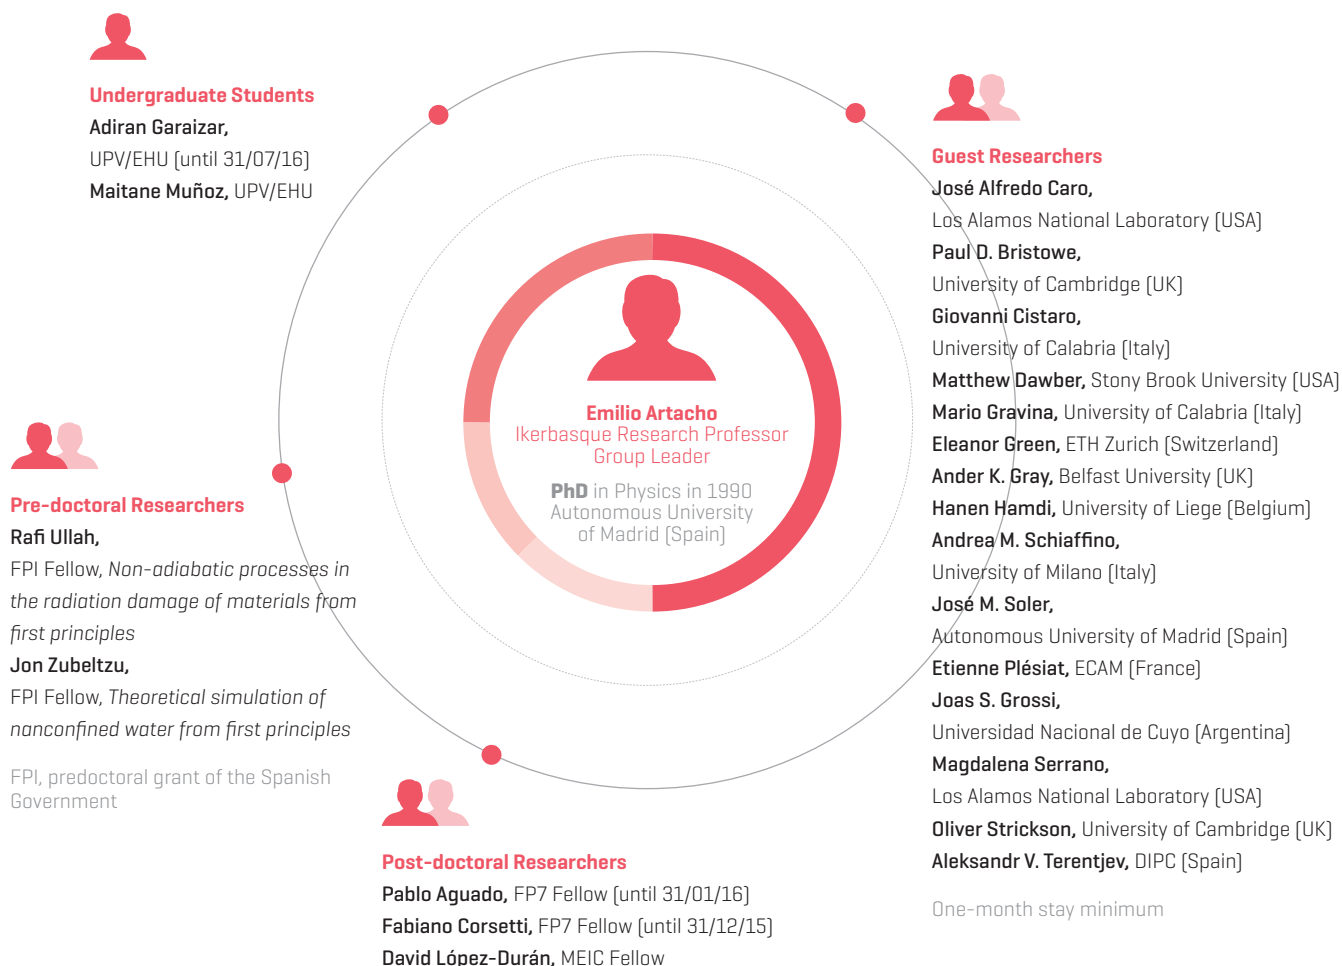 Undergraduate Students
Adiran Garaizar,
UPV/EHU (until 31/07/16)
Maitane Muñoz, UPV/EHU
Guest Researchers
José Alfredo Caro,
Los Alamos National Laboratory (USA)
Paul D. Bristowe,
University of Cambridge (UK)
Giovanni Cistaro,
University of Calabria (Italy)
Matthew Dawber, Stony Brook University (USA)
Mario Gravina, University of Calabria (Italy)
Eleanor Green, ETH Zurich (Switzerland)
Ander K. Gray, Belfast University (UK)
Hanen Hamdi, University of Liege (Belgium)
Andrea M. Schiaffino,
University of Milano (Italy)
José M. Soler,
Autonomous University of Madrid (Spain)
Etienne Plésiat, ECAM (France)
Joas S. Grossi,
Universidad Nacional de Cuyo (Argentina)
Magdalena Serrano,
Los Alamos National Laboratory (USA)
Oliver Strickson, University of Cambridge (UK)
Aleksandr V. Terentjev, DIPC (Spain)
One-month stay minimum
Emilio Artacho
Ikerbasque Research Professor
Group Leader
PhD in Physics in 1990
Autonomous University
of Madrid (Spain)
Pre-doctoral Researchers
Rafi Ullah,
FPI Fellow, Non-adiabatic processes in
the radiation damage of materials from
first principles
Jon Zubeltzu,
FPI Fellow, Theoretical simulation of
nanconfined water from first principles
FPI, predoctoral grant of the Spanish
Government
Post-doctoral Researchers
Pablo Aguado, FP7 Fellow (until 31/01/16)
Fabiano Corsetti, FP7 Fellow (until 31/12/15)
David López-Durán, MEIC Fellow